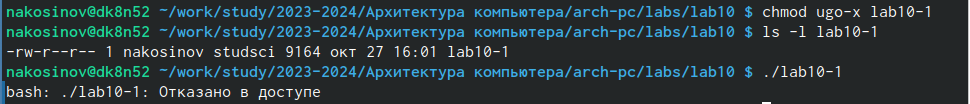 nakosinov@dk8n52 ~/work/study/2023-2024/Архитектура компьютера/arch-pc/labs/lab10 $ chmod ugo-x lab10-1
nakosinov@dk8n52 ~/work/study/2023-2024/Архитектура компьютера/arch-pc/labs/lab10 $ ls -l lab10-1
-rw-r--r-- 1 nakosinov studsci 9164 окт 27 16:01 lab10-1
nakosinov@dk8n52 ~/work/study/2023-2024/Архитектура компьютера/arch-pc/labs/lab10 $ ./lab10-1
bash: ./lab10-1: Отказано в доступе